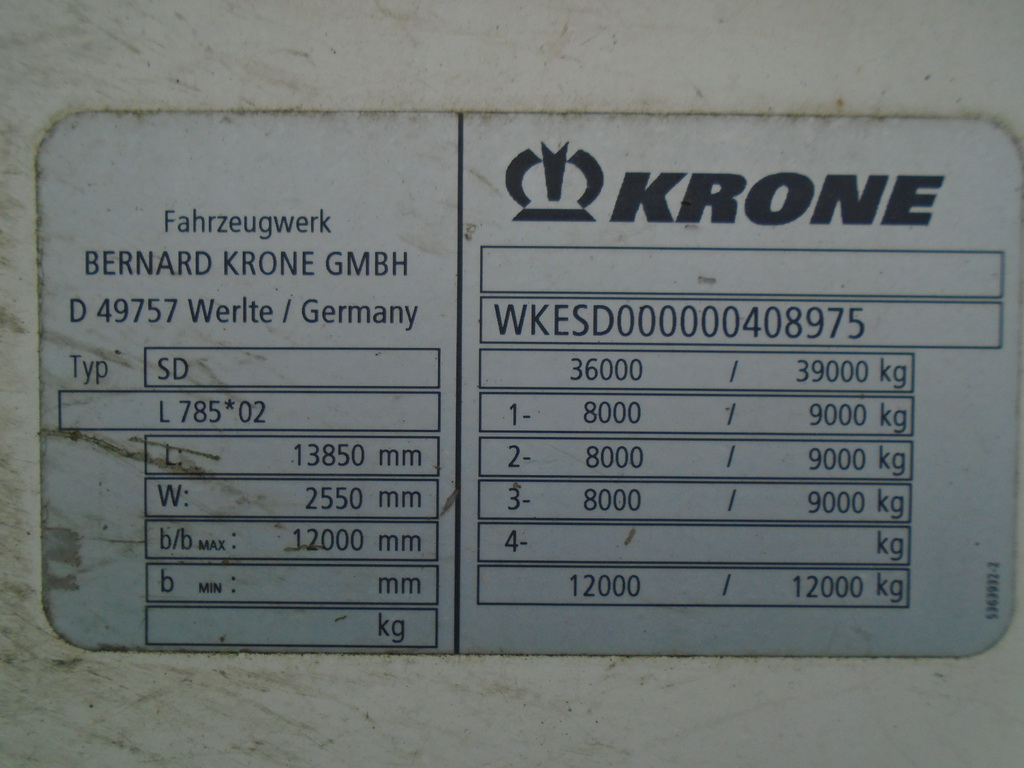 Fahrzeugwerk
BERNARD KRONE GMBH
D 49757 Werlte / Germany
Typ SD
L 785*02
L: 13850 mm
W: 2550 mm
b/b MAX : 12000 mm
b MIN : mm
kg
KRONE
WKESD000000408975
36000 / 39000 kg
1- 8000 / 9000 kg
2- 8000 / 9000 kg
3- 8000 / 9000 kg
4- kg
12000 / 12000 kg